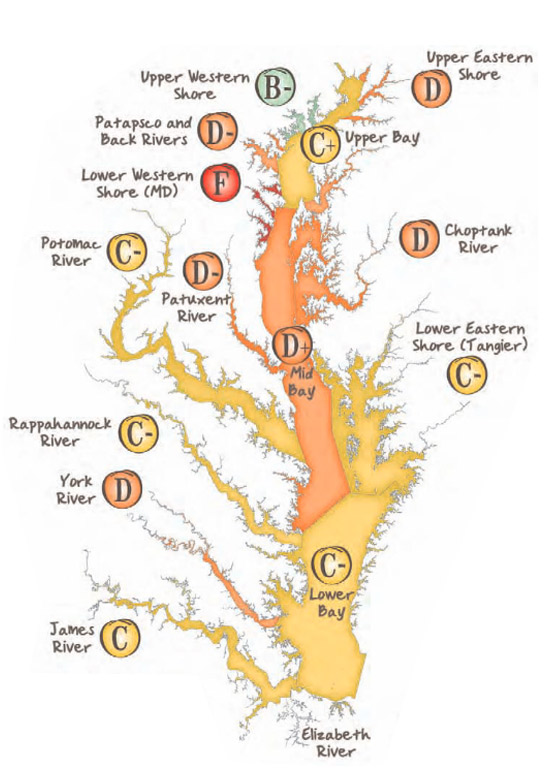 Upper Eastern
Shore
D
Upper Western
Shore
B-
Patapsco and
Back Rivers
D-
C+
Upper Bay
Lower Western
Shore (MD)
F
Potomac
River
C-
D-
Patuxent
River
D
Choptank
River
D+
Mid
Bay
Lower Eastern
Shore (Tangier)
C-
Rappahannock
River
C-
York
River
D
C-
Lower
Bay
James
River
C
Elizabeth
River